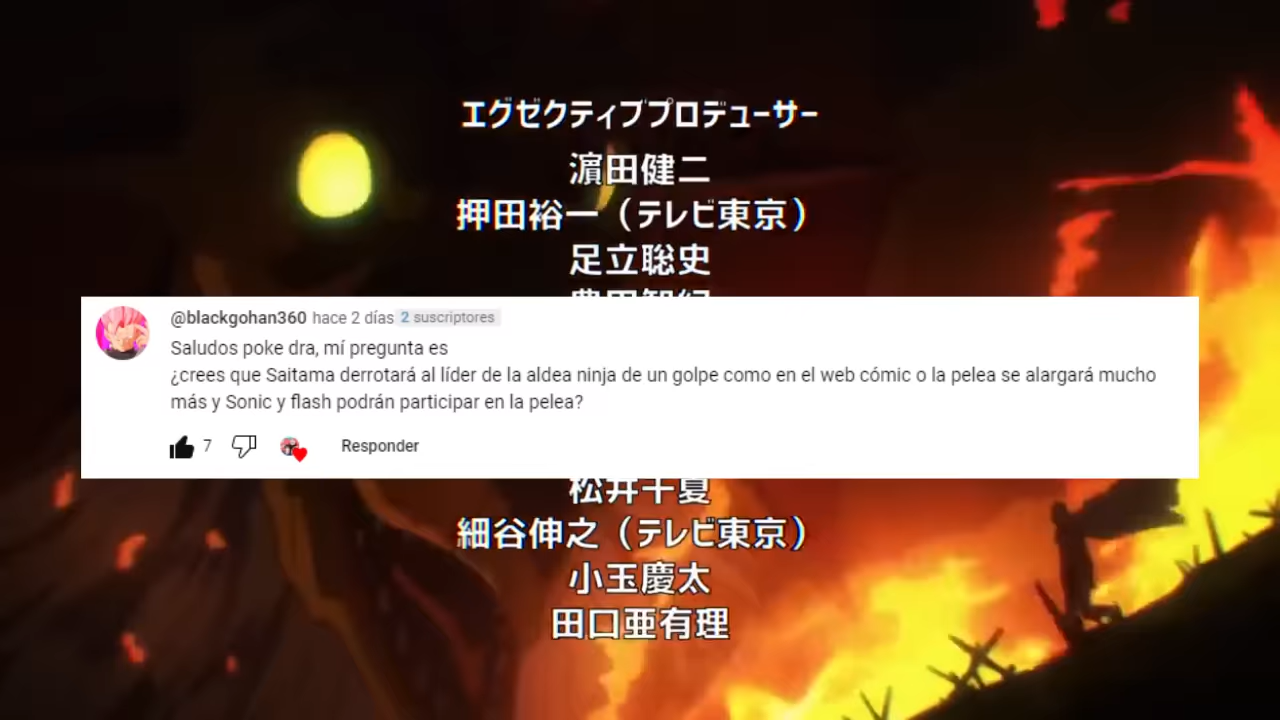 エグゼクティブプロデューサー
濵田健二
押田裕一（テレビ東京）
足立聡史
@blackgohan360 hace 2 días 2 suscriptores
Saludos poke dra, mí pregunta es
¿crees que Saitama derrotará al líder de la aldea ninja de un golpe como en el web cómic o la pelea se alargará mucho
más y Sonic y flash podrán participar en la pelea?
7 Responder
松井千夏
細谷伸之（テレビ東京）
小玉慶太
田口亜有理